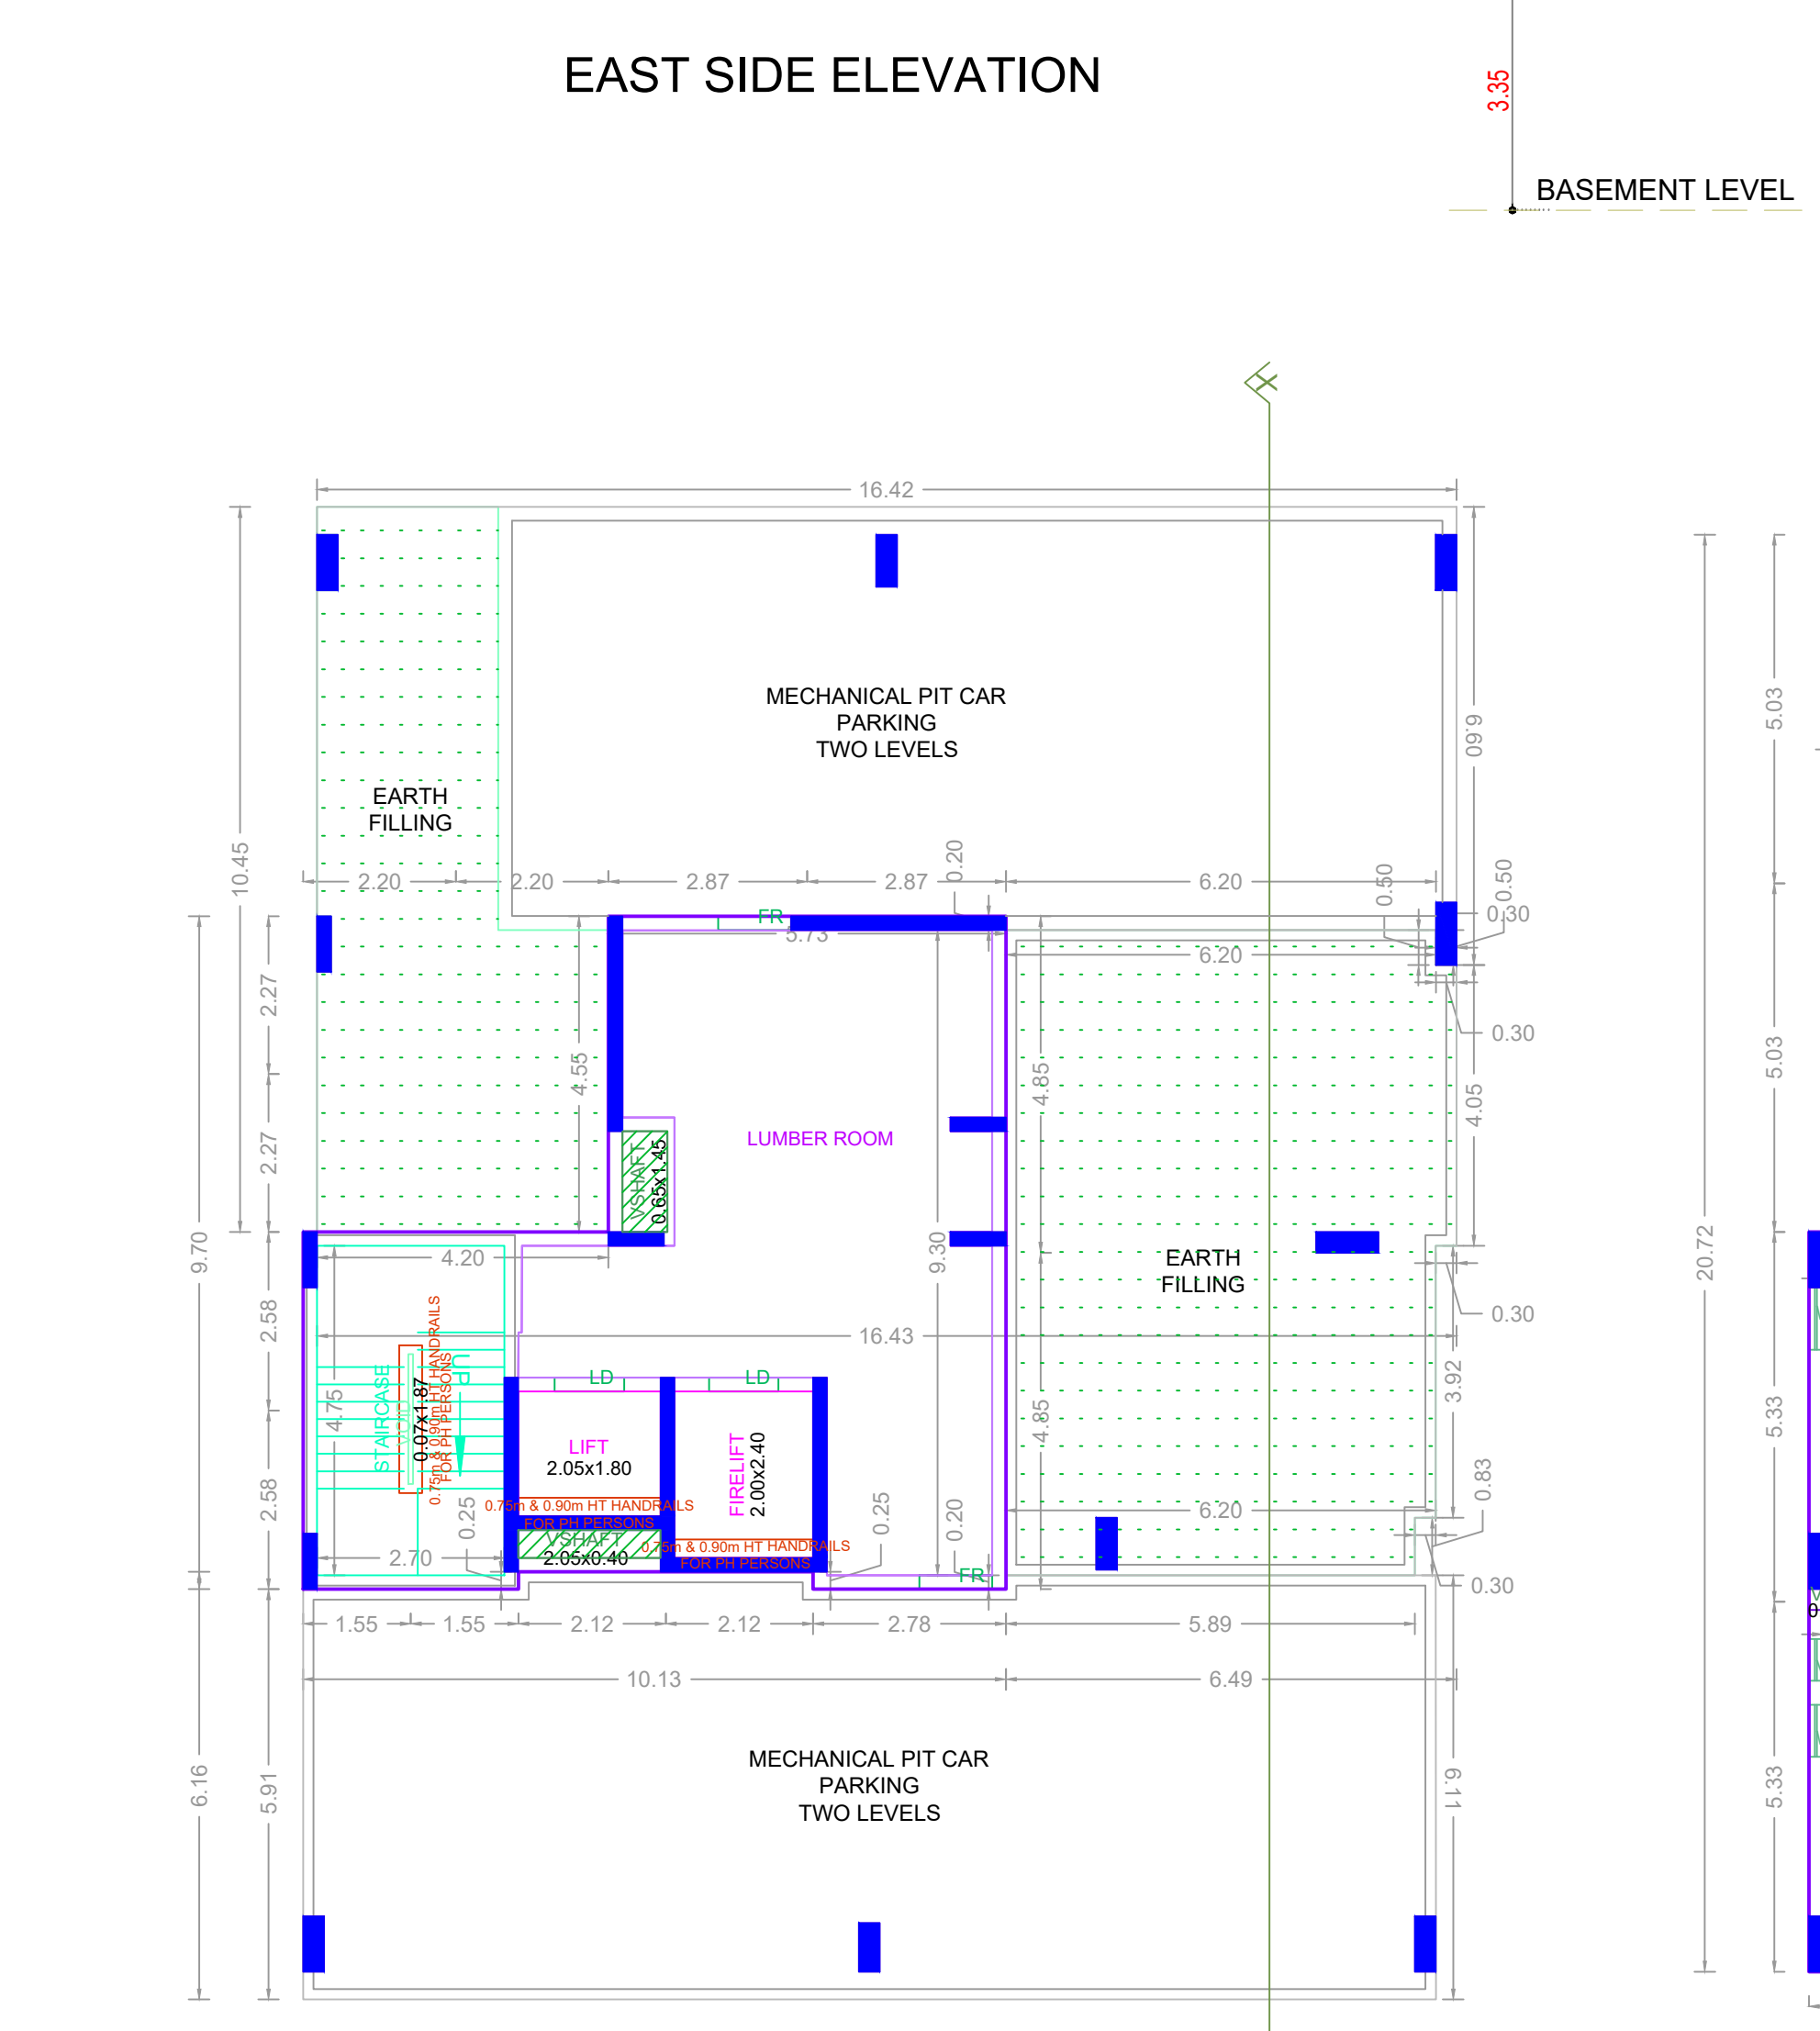 EAST SIDE ELEVATION
3.35
BASEMENT LEVEL
X
16.42
MECHANICAL PIT CAR
PARKING
TWO LEVELS
6.60
5.03
EARTH
FILLING
10.45
2.20
2.20
2.87
2.87
0.20
6.20
0.50
0.50
0.30
FR
5.73
6.20
2.27
4.55
4.85
0.30
5.03
4.05
2.27
VSHAFT
0.65x1.45
LUMBER ROOM
9.70
4.20
9.30
EARTH
FILLING
20.72
2.58
0.30
16.43
4.75
STAIRCASE
0.07x1.87
UP
0.75m & 0.90m HT HANDRAILS
FOR PH PERSONS
LD
LD
3.92
5.33
LIFT
2.05x1.80
FIRELIFT
2.00x2.40
4.85
0.83
2.58
0.25
0.75m & 0.90m HT HANDRAILS
FOR PH PERSONS
VSHAFT
2.05x0.40
0.75m & 0.90m HT HANDRAILS
FOR PH PERSONS
0.25
0.20
6.20
2.70
FR
0.30
1.55
1.55
2.12
2.12
2.78
5.89
10.13
6.49
6.16
5.91
MECHANICAL PIT CAR
PARKING
TWO LEVELS
6.11
5.33